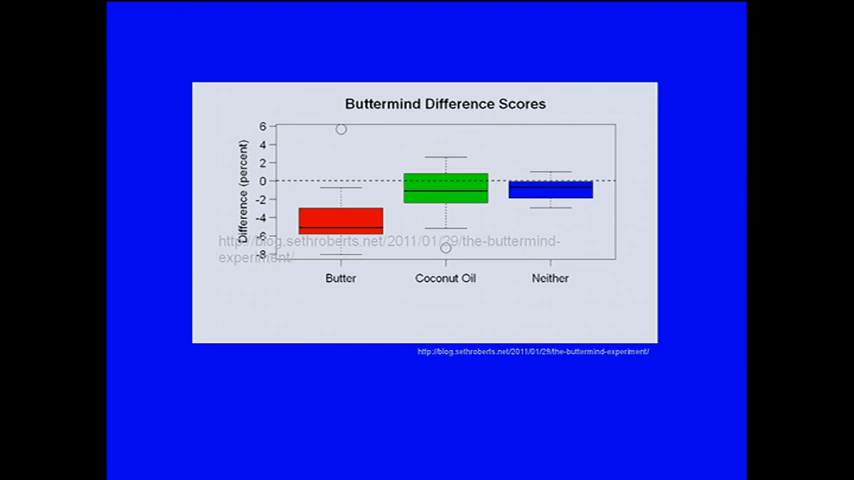 Buttermind Difference Scores
Difference (percent)
6
4
2
0
-2
-4
-6
-8
http://blog.sethroberts.net/2011/01/29/the-buttermind-
experiment/
Butter
Coconut Oil
Neither
http://blog.sethroberts.net/2011/01/29/the-buttermind-experiment/